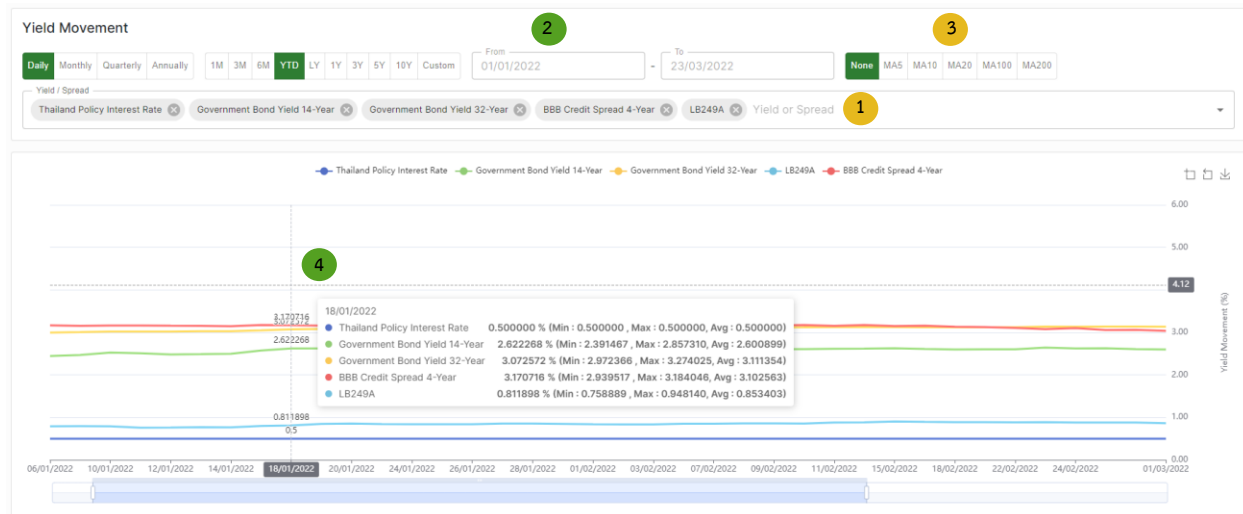 Yield Movement
2
3
Daily Monthly Quarterly Annually 1M 3M 6M YTD LY 1Y 3Y 5Y 10Y Custom From 01/01/2022 - To 23/03/2022 None MA5 MA10 MA20 MA100 MA200
Yield / Spread
Thailand Policy Interest Rate Government Bond Yield 14-Year Government Bond Yield 32-Year BBB Credit Spread 4-Year LB249A Yield or Spread 1
Thailand Policy Interest Rate Government Bond Yield 14-Year Government Bond Yield 32-Year LB249A BBB Credit Spread 4-Year
6.00
5.00
4
4.12
18/01/2022
3.170716
3.072572
Thailand Policy Interest Rate 0.500000 % (Min : 0.500000 , Max : 0.500000, Avg : 0.500000)
3.00
2.622268
Government Bond Yield 14-Year 2.622268 % (Min : 2.391467 , Max : 2.857310, Avg : 2.600899)
Government Bond Yield 32-Year 3.072572 % (Min : 2.972366 , Max : 3.274025, Avg : 3.111354)
BBB Credit Spread 4-Year 3.170716 % (Min : 2.939517 , Max : 3.184046, Avg : 3.102563)
2.00
LB249A 0.811898 % (Min : 0.758889 , Max : 0.948140, Avg : 0.853403)
Yield Movement (%)
0.811898
1.00
0.5
0.00
06/01/2022 10/01/2022 12/01/2022 14/01/2022 18/01/2022 20/01/2022 24/01/2022 26/01/2022 28/01/2022 01/02/2022 03/02/2022 07/02/2022 09/02/2022 11/02/2022 15/02/2022 18/02/2022 22/02/2022 24/02/2022 01/03/2022